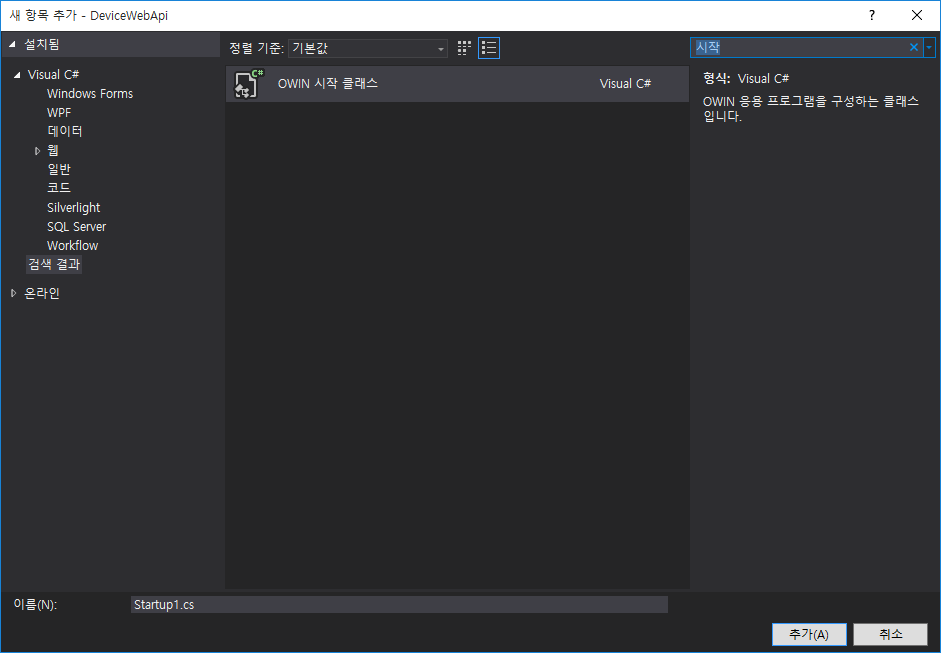 새 항목 추가 - DeviceWebApi
?
설치됨
정렬 기준: 기본값
시작
Visual C#
Windows Forms
WPF
데이터
웹
일반
코드
Silverlight
SQL Server
Workflow
검색 결과
온라인
C#
OWIN 시작 클래스 Visual C#
형식: Visual C#
OWIN 응용 프로그램을 구성하는 클래스
입니다.
이름(N): Startup1.cs
추가(A) 취소